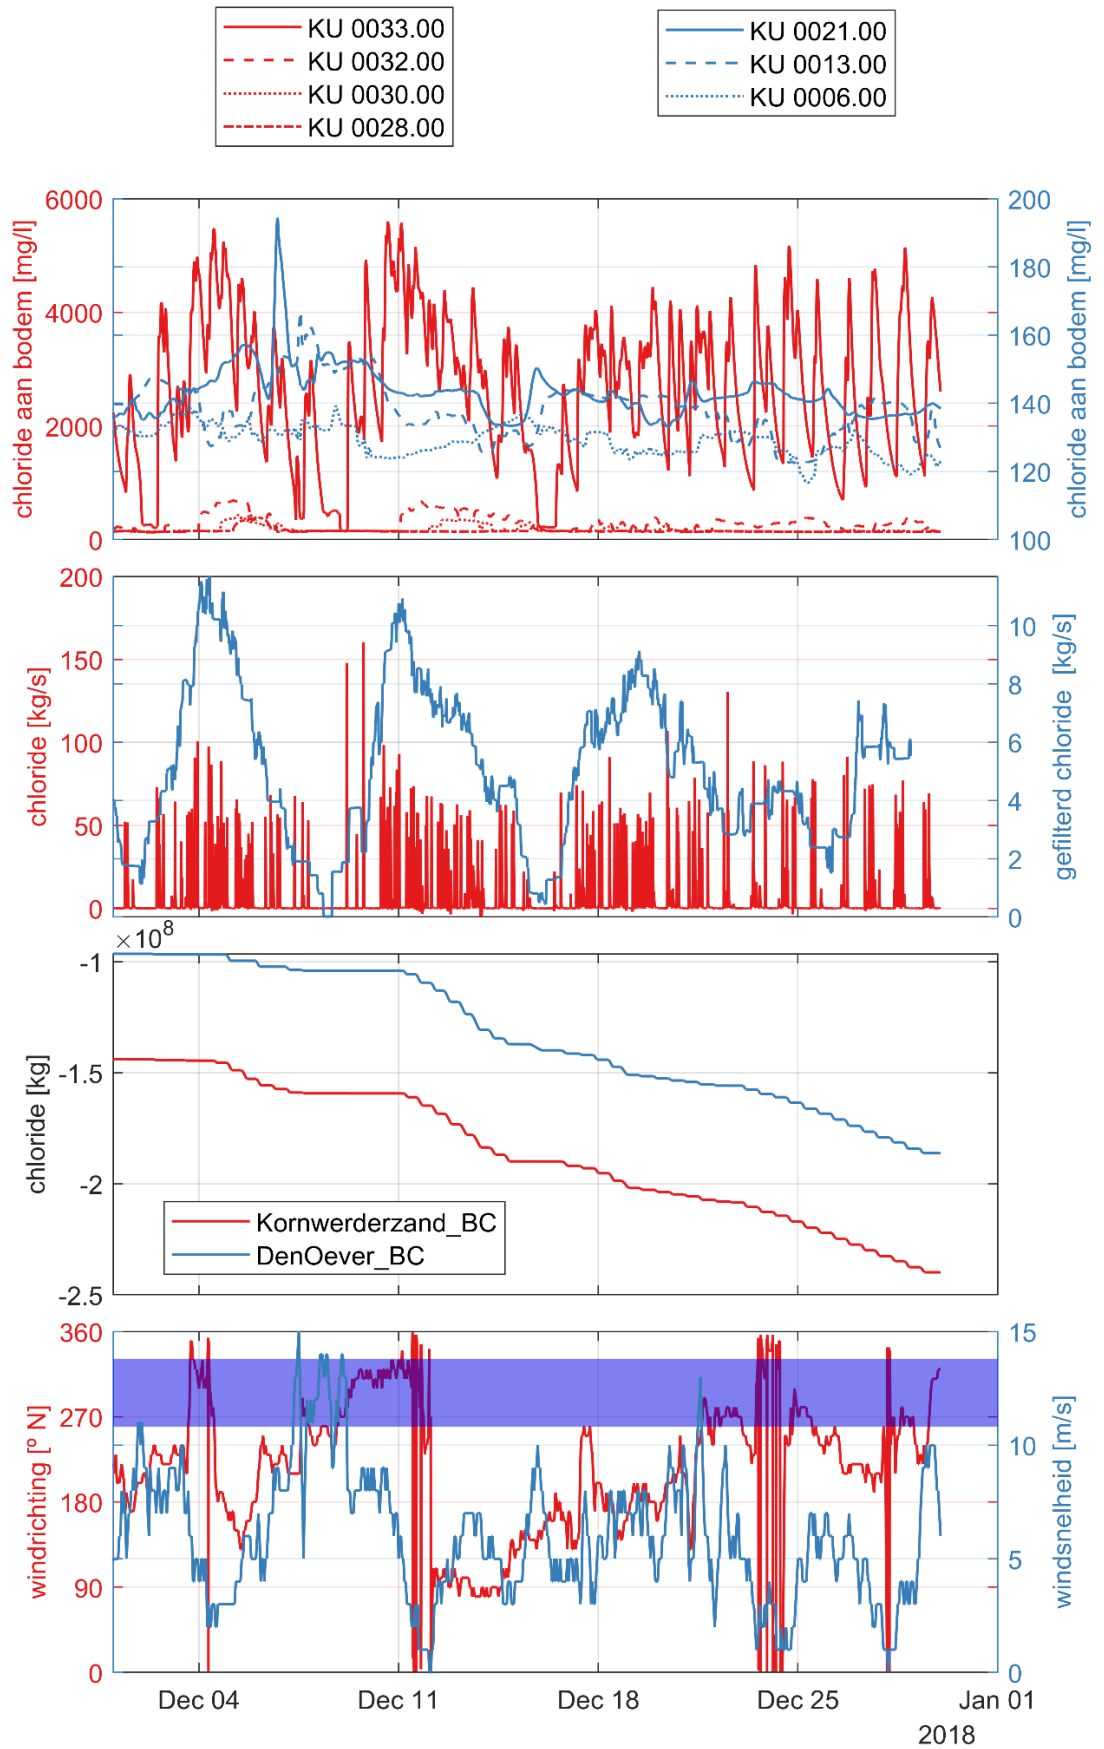 KU 0033.00
KU 0032.00
KU 0030.00
KU 0028.00
KU 0021.00
KU 0013.00
KU 0006.00
chloride aan bodem [mg/l]
6000
4000
2000
0
200
180
160
140
120
100
chloride aan bodem [mg/l]
chloride [kg/s]
200
150
100
50
0
10
8
6
4
2
0
gefilterd chloride [kg/s]
×10⁸
chloride [kg]
-1
-1.5
-2
-2.5
Kornwerderzand_BC
DenOever_BC
windrichting [º N]
360
270
180
90
0
15
10
5
0
windsnelheid [m/s]
Dec 04
Dec 11
Dec 18
Dec 25
Jan 01
2018